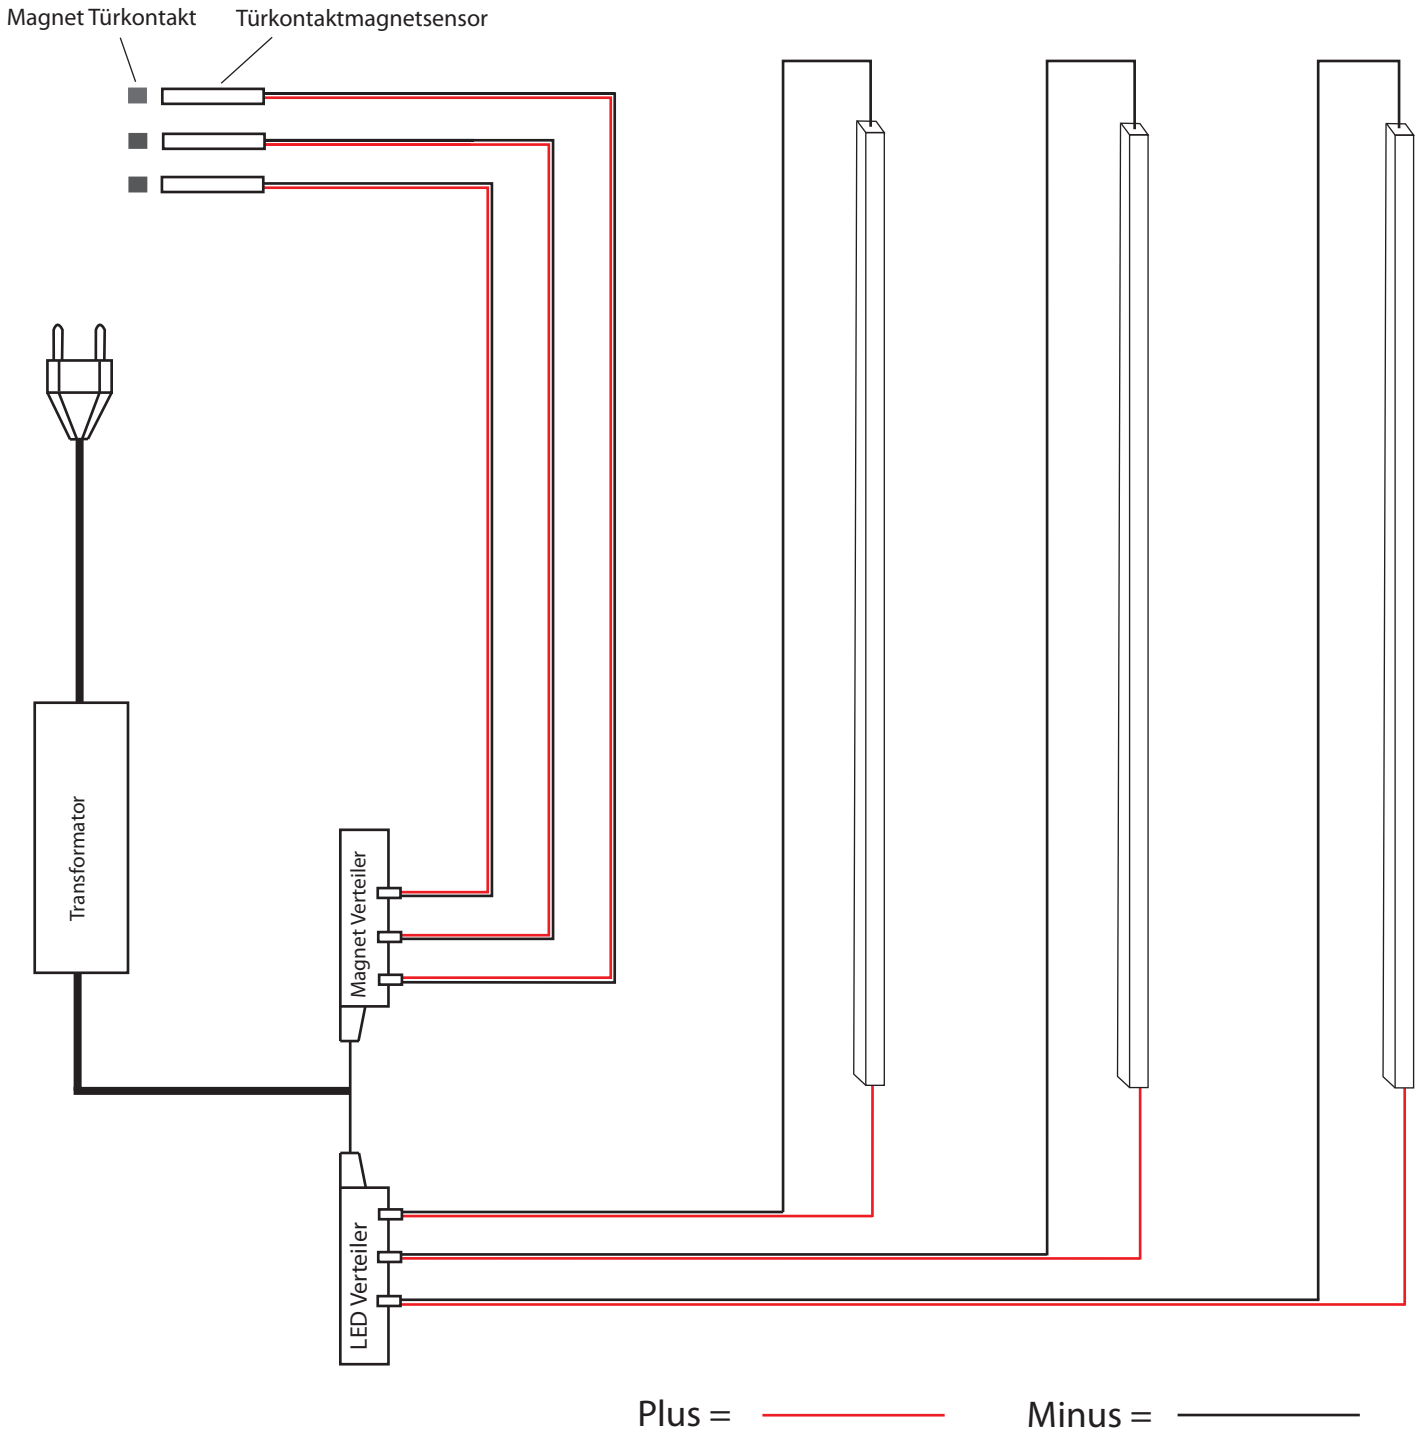 Magnet Türkontakt
Türkontaktmagnetsensor
Transformator
Magnet Verteiler
LED Verteiler
Plus =
Minus =